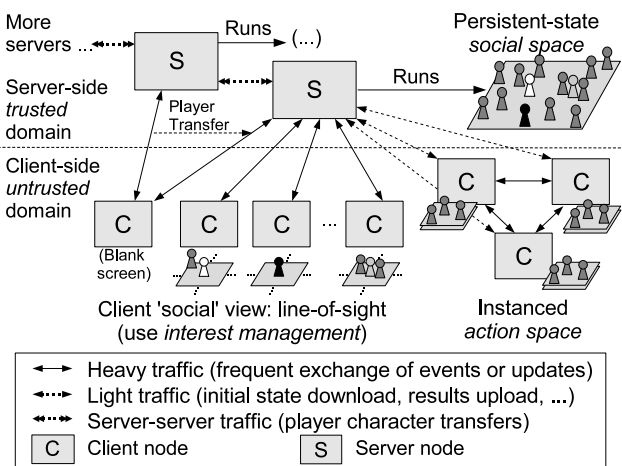 More
servers ...
Runs
(...)
S
Persistent-state
social space
Runs
S
Server-side
trusted
domain
Player
Transfer
Client-side
untrusted
domain
C
C
C
...
C
C
C
C
(Blank
screen)
Client 'social' view: line-of-sight
(use interest management)
Instanced
action space
Heavy traffic (frequent exchange of events or updates)
Light traffic (initial state download, results upload, ...)
Server-server traffic (player character transfers)
C Client node
S Server node